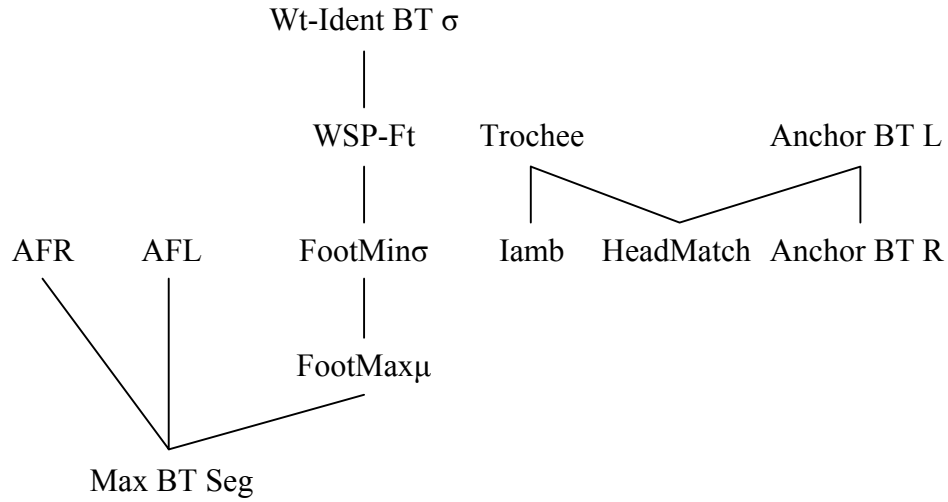 Wt-Ident BT σ
WSP-Ft Trochee Anchor BT L
AFR AFL FootMinσ Iamb HeadMatch Anchor BT R
FootMaxμ
Max BT Seg